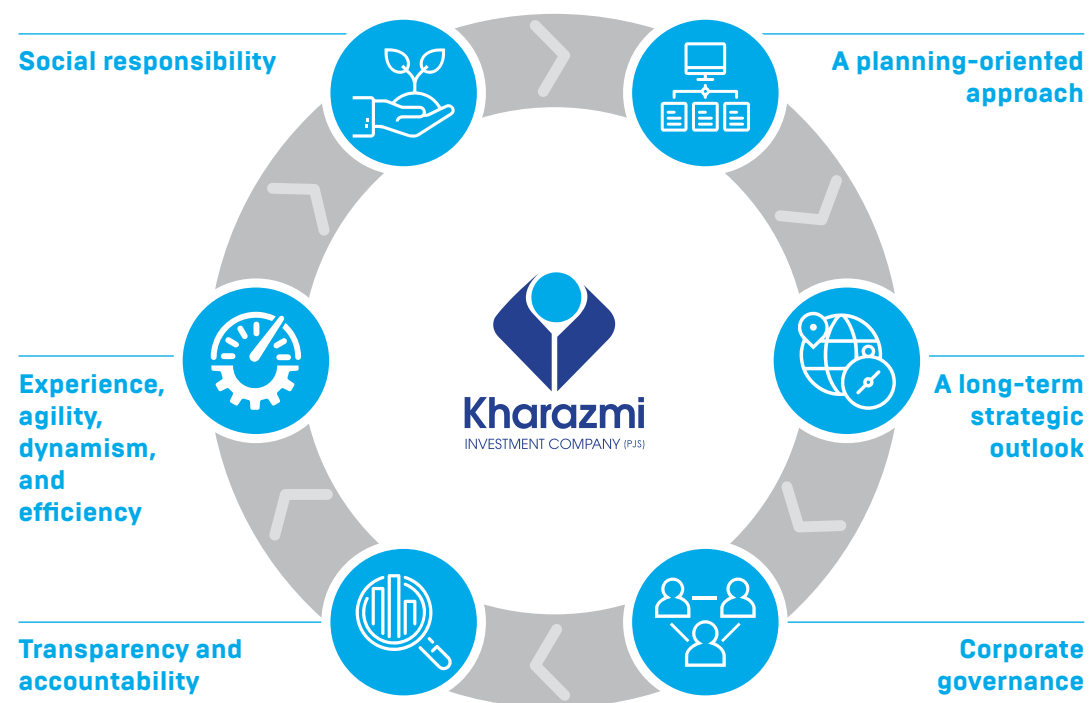 Social responsibility
A planning-oriented
approach
Experience,
agility,
dynamism,
and
efficiency
Kharazmi
INVESTMENT COMPANY (PJS)
A long-term
strategic
outlook
Transparency and
accountability
Corporate
governance